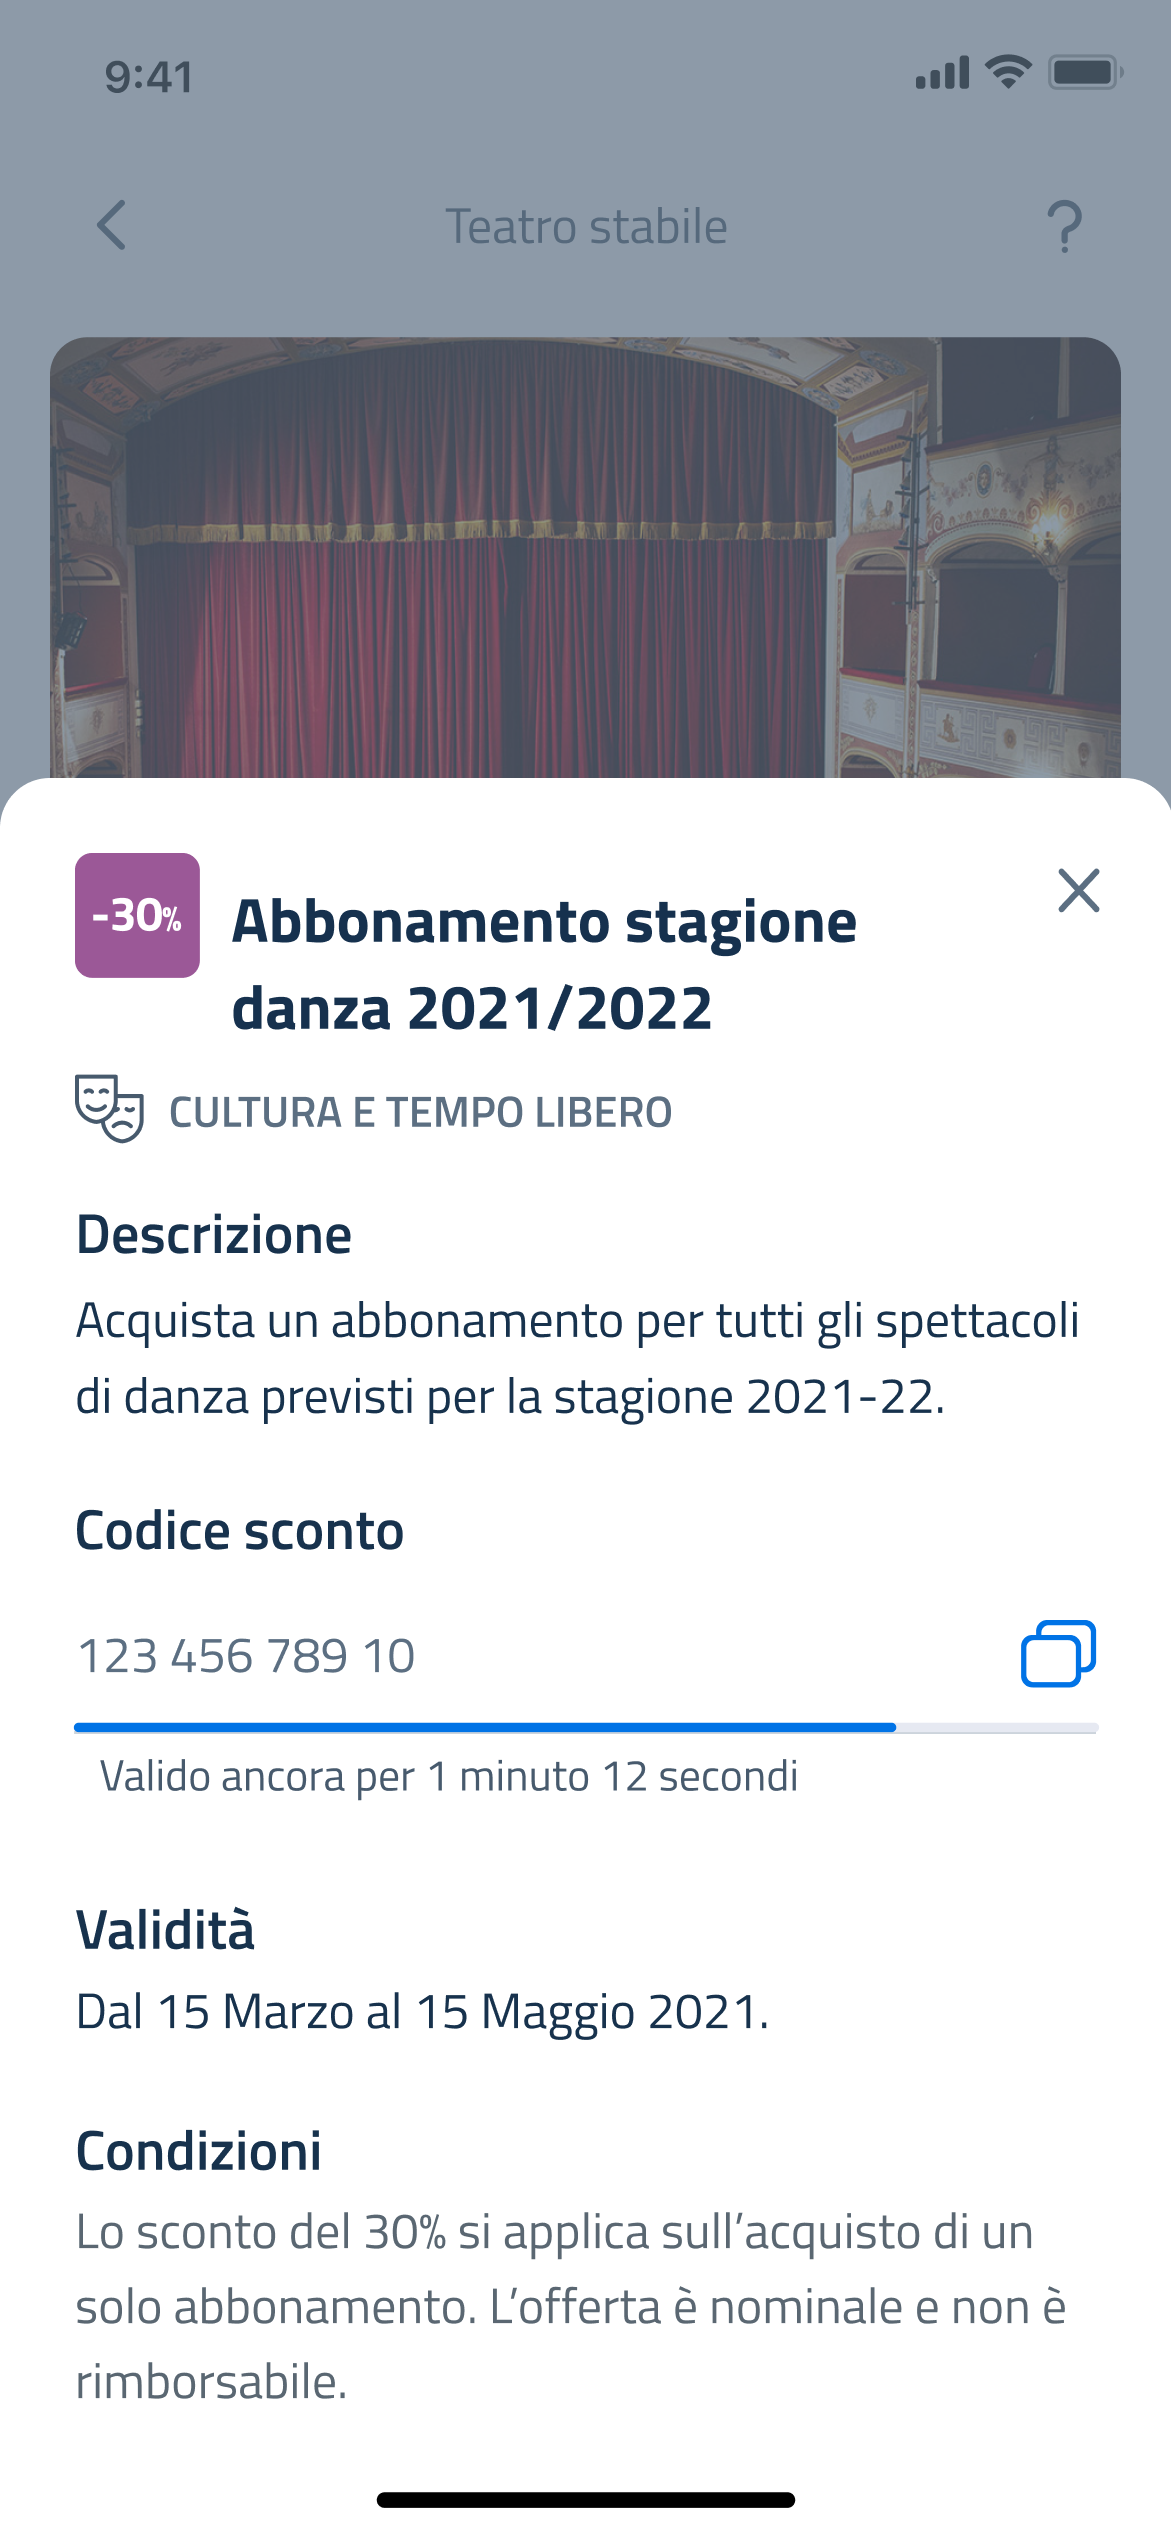 9:41
Teatro stabile
-30%
Abbonamento stagione
danza 2021/2022
CULTURA E TEMPO LIBERO
Descrizione
Acquista un abbonamento per tutti gli spettacoli
di danza previsti per la stagione 2021-22.
Codice sconto
123 456 789 10
Valido ancora per 1 minuto 12 secondi
Validità
Dal 15 Marzo al 15 Maggio 2021.
Condizioni
Lo sconto del 30% si applica sull’acquisto di un
solo abbonamento. L’offerta è nominale e non è
rimborsabile.